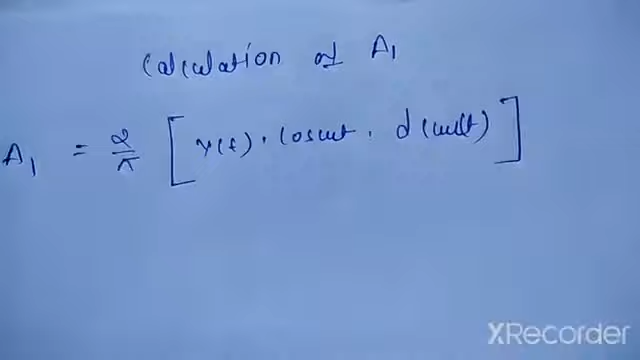 Calculation of A₁
A₁ = 2/π [ y(t) · cosωt · d(ωt) ]
XRecorder